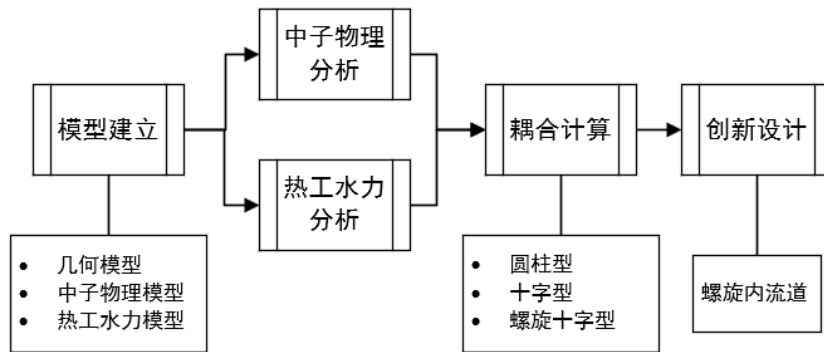 中子物理
分析
模型建立
耦合计算
创新设计
热工水力
分析
• 几何模型
• 中子物理模型
• 热工水力模型
• 圆柱型
• 十字型
• 螺旋十字型
螺旋内流道